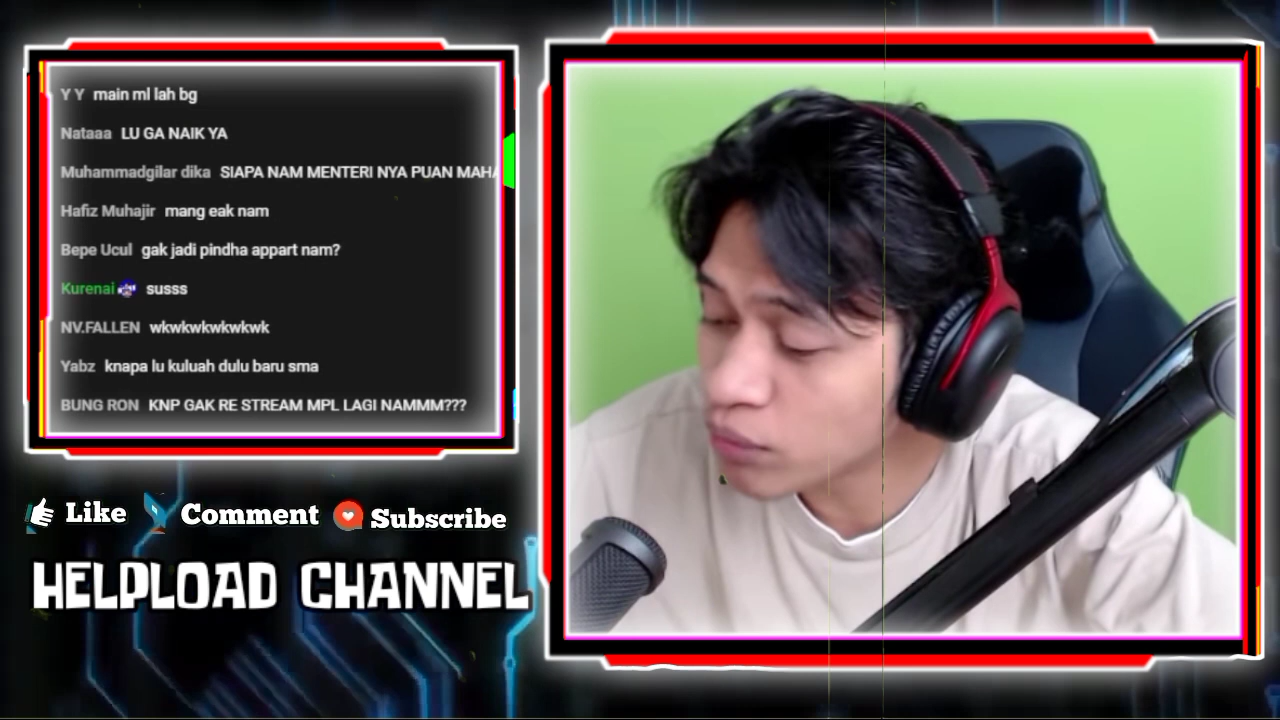 Y Y main ml lah bg
Nataaa LU GA NAIK YA
Muhammadgilar dika SIAPA NAM MENTERI NYA PUAN MAHA
Hafiz Muhajir mang eak nam
Bepe Ucul gak jadi pindha appart nam?
Kurenai susss
NV.FALLEN wkwkwkwkwkwk
Yabz knapa lu kuluah dulu baru sma
BUNG RON KNP GAK RE STREAM MPL LAGI NAMMM???
Like Comment Subscribe
HELPLOAD CHANNEL